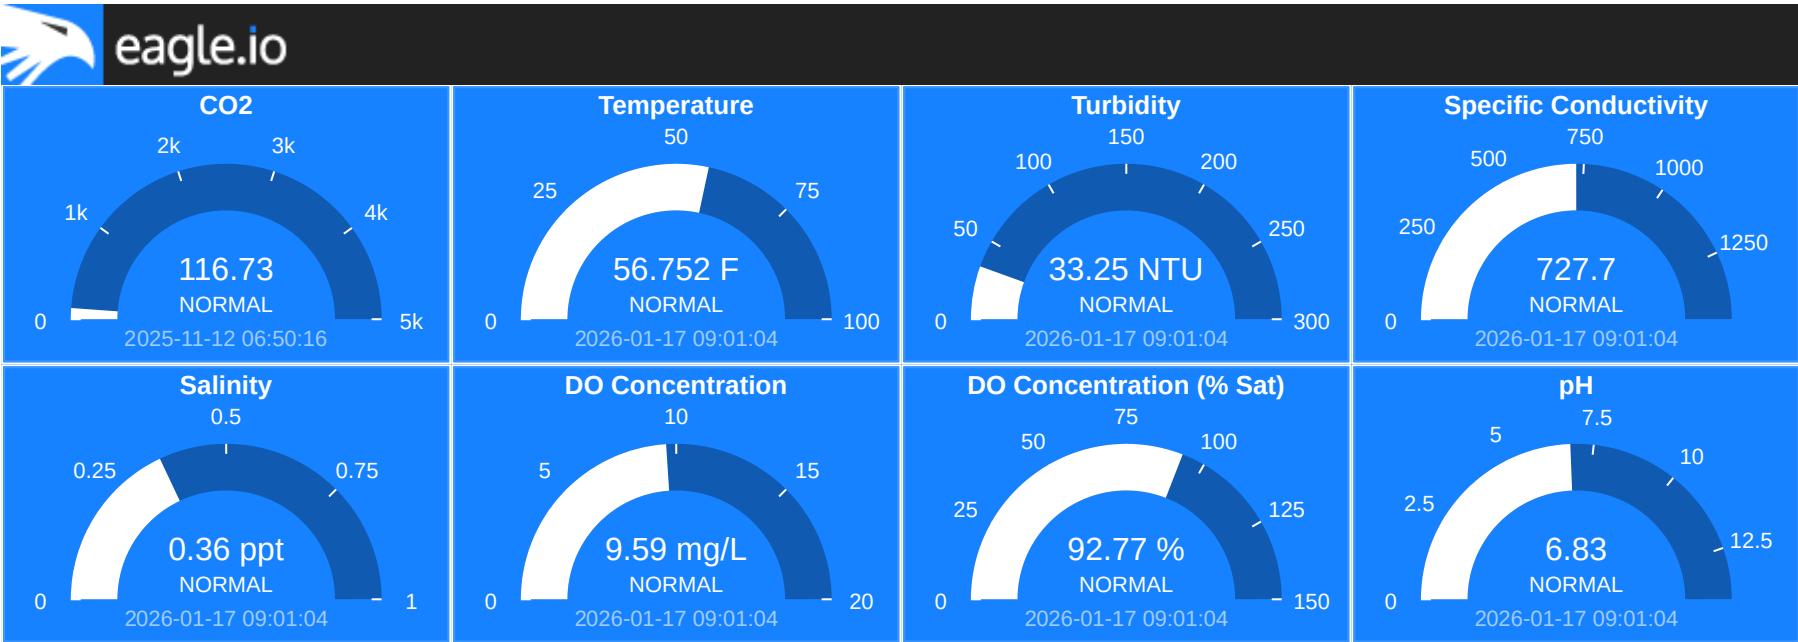 eagle.io
CO2
2k 3k
1k 4k
116.73
NORMAL
0 5k
2025-11-12 06:50:16
Temperature
50
25 75
56.752 F
NORMAL
0 100
2026-01-17 09:01:04
Turbidity
150
100 200
50 250
33.25 NTU
NORMAL
0 300
2026-01-17 09:01:04
Specific Conductivity
750
500 1000
250 1250
727.7
NORMAL
0
2026-01-17 09:01:04
Salinity
0.5
0.25 0.75
0.36 ppt
NORMAL
0 1
2026-01-17 09:01:04
DO Concentration
10
5 15
9.59 mg/L
NORMAL
0 20
2026-01-17 09:01:04
DO Concentration (% Sat)
75
50 100
25 125
92.77 %
NORMAL
0 150
2026-01-17 09:01:04
pH
7.5
5 10
2.5 12.5
6.83
NORMAL
0
2026-01-17 09:01:04